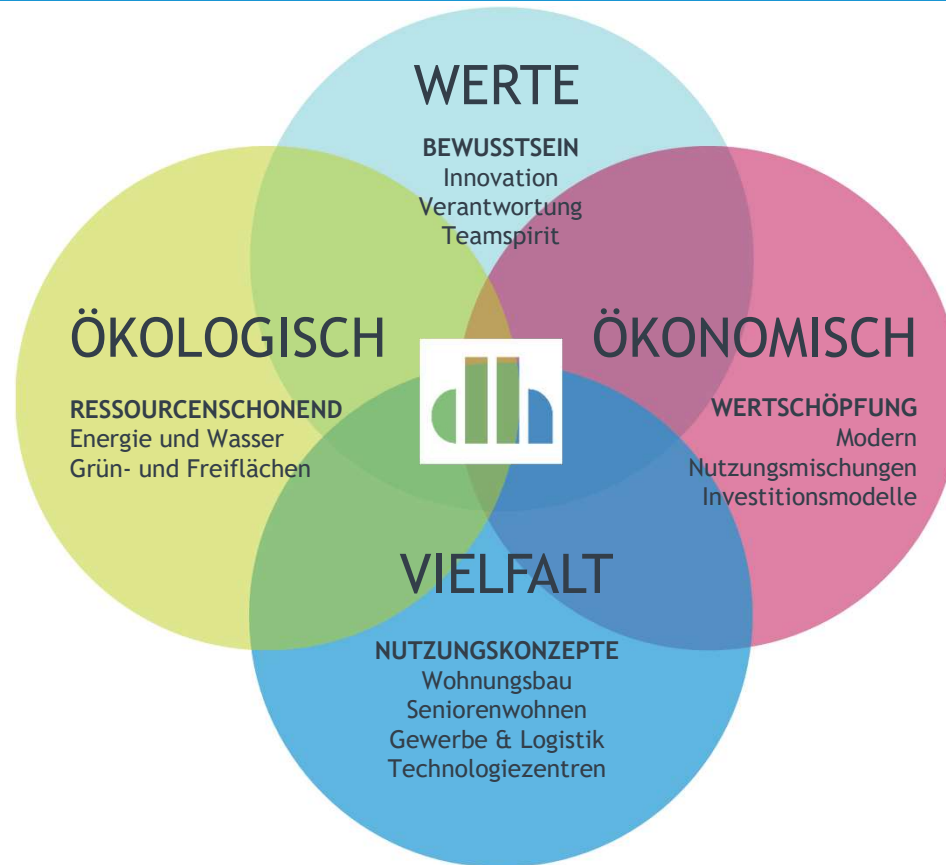 WERTE
BEWUSSTSEIN
Innovation
Verantwortung
Teamspirit
ÖKOLOGISCH
RESSOURCENSCHONEND
Energie und Wasser
Grün- und Freiflächen
ÖKONOMISCH
WERTSCHÖPFUNG
Modern
Nutzungsmischungen
Investitionsmodelle
dh
VIELFALT
NUTZUNGSKONZEPTE
Wohnungsbau
Seniorenwohnen
Gewerbe & Logistik
Technologiezentren